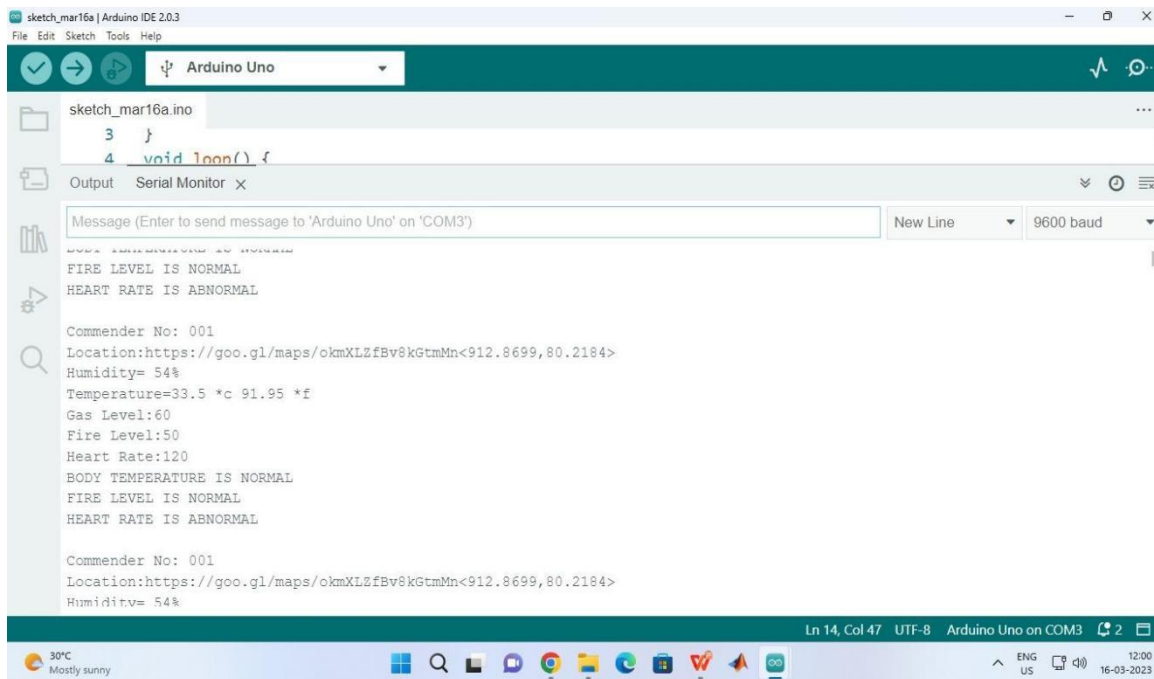 sketch_mar16a | Arduino IDE 2.0.3
File Edit Sketch Tools Help
Arduino Uno
sketch_mar16a.ino
3 }
4 void loop() {
Output Serial Monitor
Message (Enter to send message to 'Arduino Uno' on 'COM3')
New Line
9600 baud
BODY TEMPERATURE IS NORMAL
FIRE LEVEL IS NORMAL
HEART RATE IS ABNORMAL
Commender No: 001
Location:https://goo.gl/maps/okmXLZfBv8kGtmMn<912.8699,80.2184>
Humidity= 54%
Temperature=33.5 *c 91.95 *f
Gas Level:60
Fire Level:50
Heart Rate:120
BODY TEMPERATURE IS NORMAL
FIRE LEVEL IS NORMAL
HEART RATE IS ABNORMAL
Commender No: 001
Location:https://goo.gl/maps/okmXLZfBv8kGtmMn<912.8699,80.2184>
Humidity= 54%
Ln 14, Col 47 UTF-8 Arduino Uno on COM3 2
30°C
Mostly sunny
ENG
US
12:00
16-03-2023